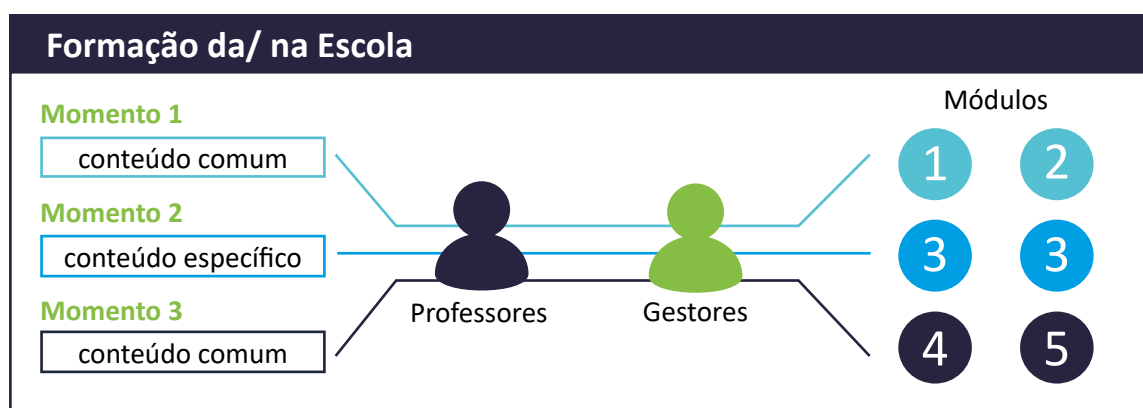 Formação da/ na Escola
Momento 1
conteúdo comum
Momento 2
conteúdo específico
Momento 3
conteúdo comum
Professores
Gestores
Módulos
1 2
3 3
4 5